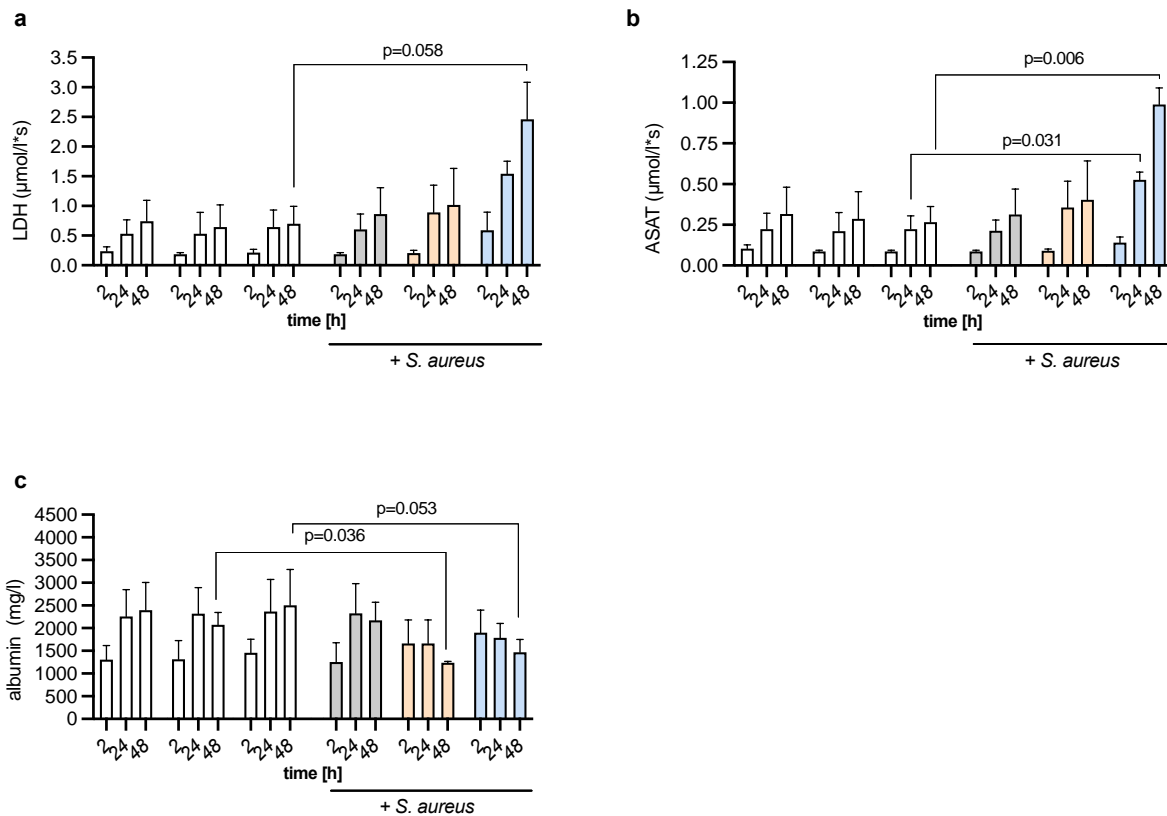 a
p=0.058
3.5
3.0
2.5
2.0
1.5
1.0
0.5
0.0
LDH (µmol/l*s)
2 24 48 2 24 48 2 24 48 2 24 48 2 24 48 2 24 48
time [h]
+ S. aureus
b
p=0.006
p=0.031
1.25
1.00
0.75
0.50
0.25
0.00
ASAT (µmol/l*s)
2 24 48 2 24 48 2 24 48 2 24 48 2 24 48 2 24 48
time [h]
+ S. aureus
c
p=0.053
p=0.036
4500
4000
3500
3000
2500
2000
1500
1000
500
0
albumin (mg/l)
2 24 48 2 24 48 2 24 48 2 24 48 2 24 48 2 24 48
time [h]
+ S. aureus